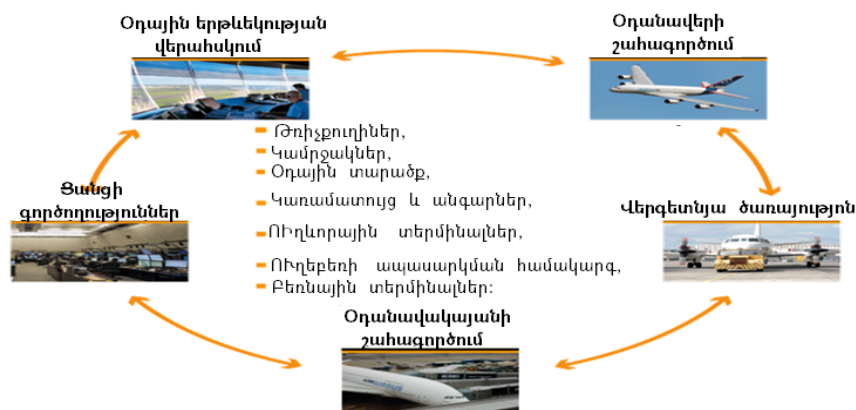 Օդային երթևեկության
վերահսկում
Օդանավերի
շահագործում
Թռիչքուղիներ,
Կամրջակներ,
Օդային տարածք,
Կառամատույց և անգարներ,
ՈՒղևորային տերմինալներ,
ՈՒղեբեռի ապասարկման համակարգ,
Բեռնային տերմինալներ:
Ցանցի
գործողություններ
Վերգետնյա ծառայություն
Օդանավակայանի
շահագործում